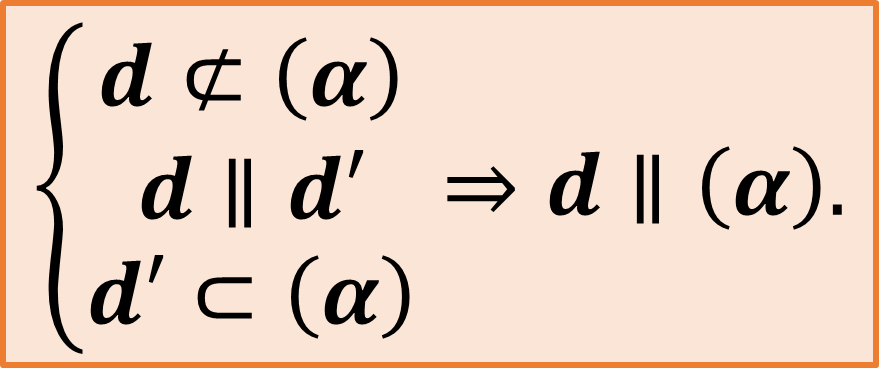 d ⊄ (α)
d ∥ d′ ⇒ d ∥ (α).
d′ ⊂ (α)